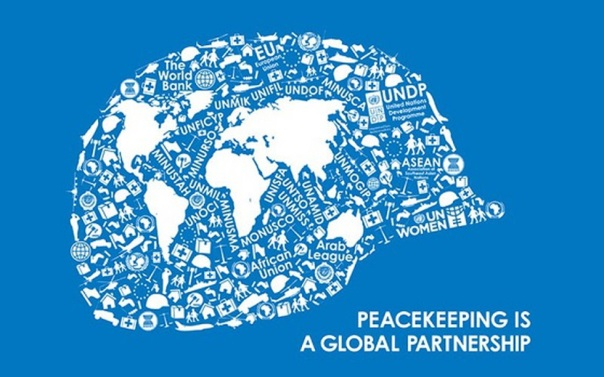 The
World
Bank
EU
European
Union
UNMIK
UNIFIL
UNDOF
MINUSCA
UNDP
United Nations
Development
Programme
UNFICYP
MINURSO
MINUSTAH
UNMIL
UNOCI
MINUSMA
MONUSCO
UNISFA
UNSOM
UNMISS
UNAMID
UNMOGIP
ASEAN
Association of
Southeast Asian
Nations
UN
WOMEN
African
Union
Arab
League
PEACEKEEPING IS
A GLOBAL PARTNERSHIP